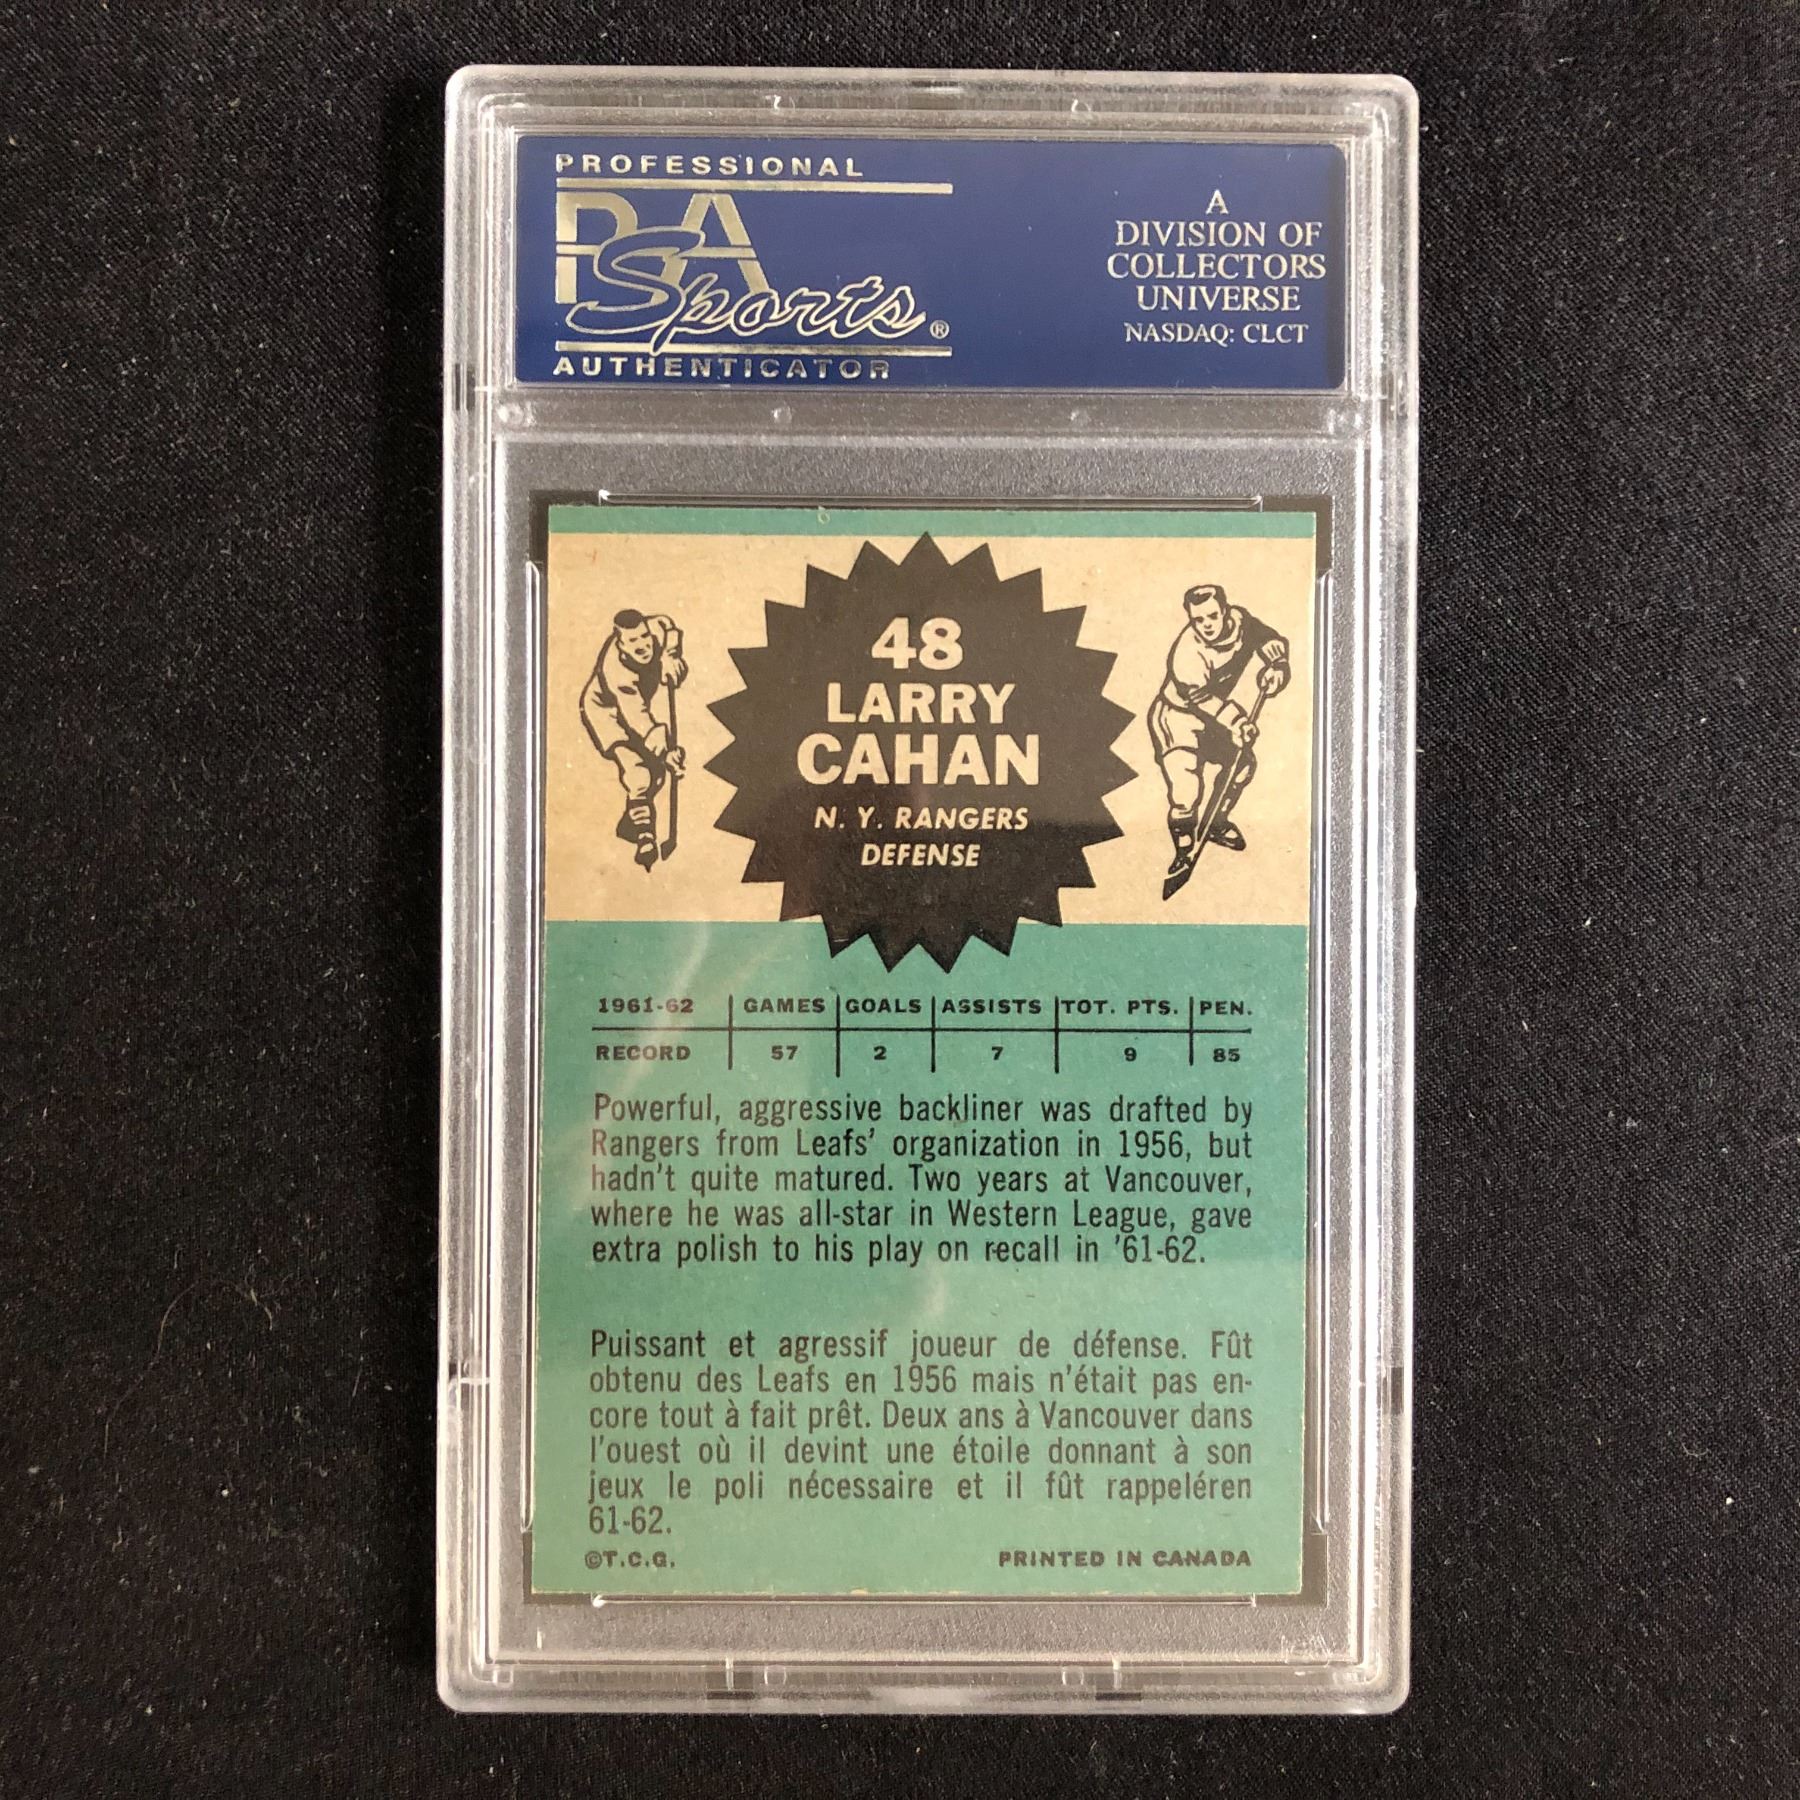 PROFESSIONAL
PSA
Sports®
AUTHENTICATOR
A
DIVISION OF
COLLECTORS
UNIVERSE
NASDAQ: CLCT
48
LARRY
CAHAN
N. Y. RANGERS
DEFENSE
1961-62 GAMES GOALS ASSISTS TOT. PTS. PEN.
RECORD 57 2 7 9 85
Powerful, aggressive backliner was drafted by
Rangers from Leafs' organization in 1956, but
hadn't quite matured. Two years at Vancouver,
where he was all-star in Western League, gave
extra polish to his play on recall in '61-62.
Puissant et agressif joueur de défense. Fût
obtenu des Leafs en 1956 mais n'était pas en-
core tout à fait prêt. Deux ans à Vancouver dans
l'ouest où il devint une étoile donnant à son
jeux le poli nécessaire et il fût rappeléren
61-62.
©T.C.G. PRINTED IN CANADA